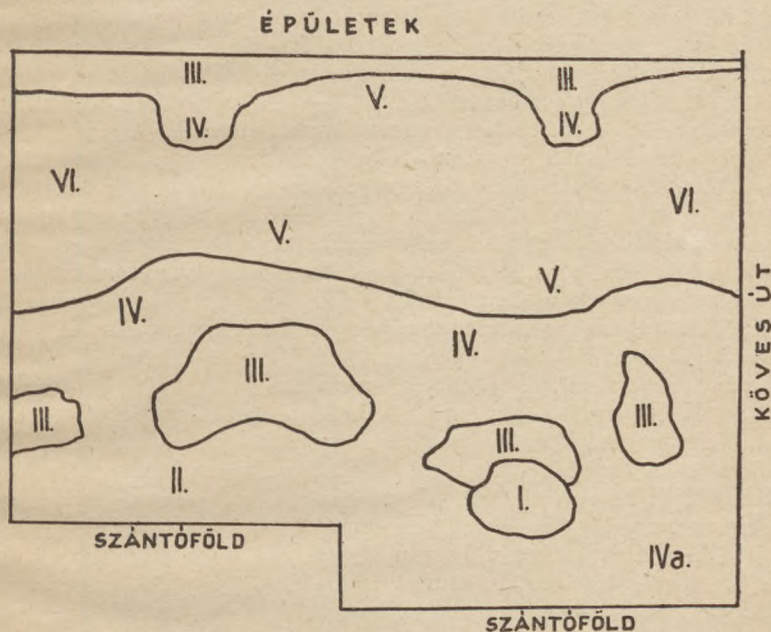 ÉPÜLETEK
III.
III.
V.
IV.
IV.
VI.
VI.
V.
V.
IV.
IV.
III.
III.
III.
III.
II.
I.
SZÁNTÓFÖLD
IVa.
SZÁNTÓFÖLD
KÖVES ÚT